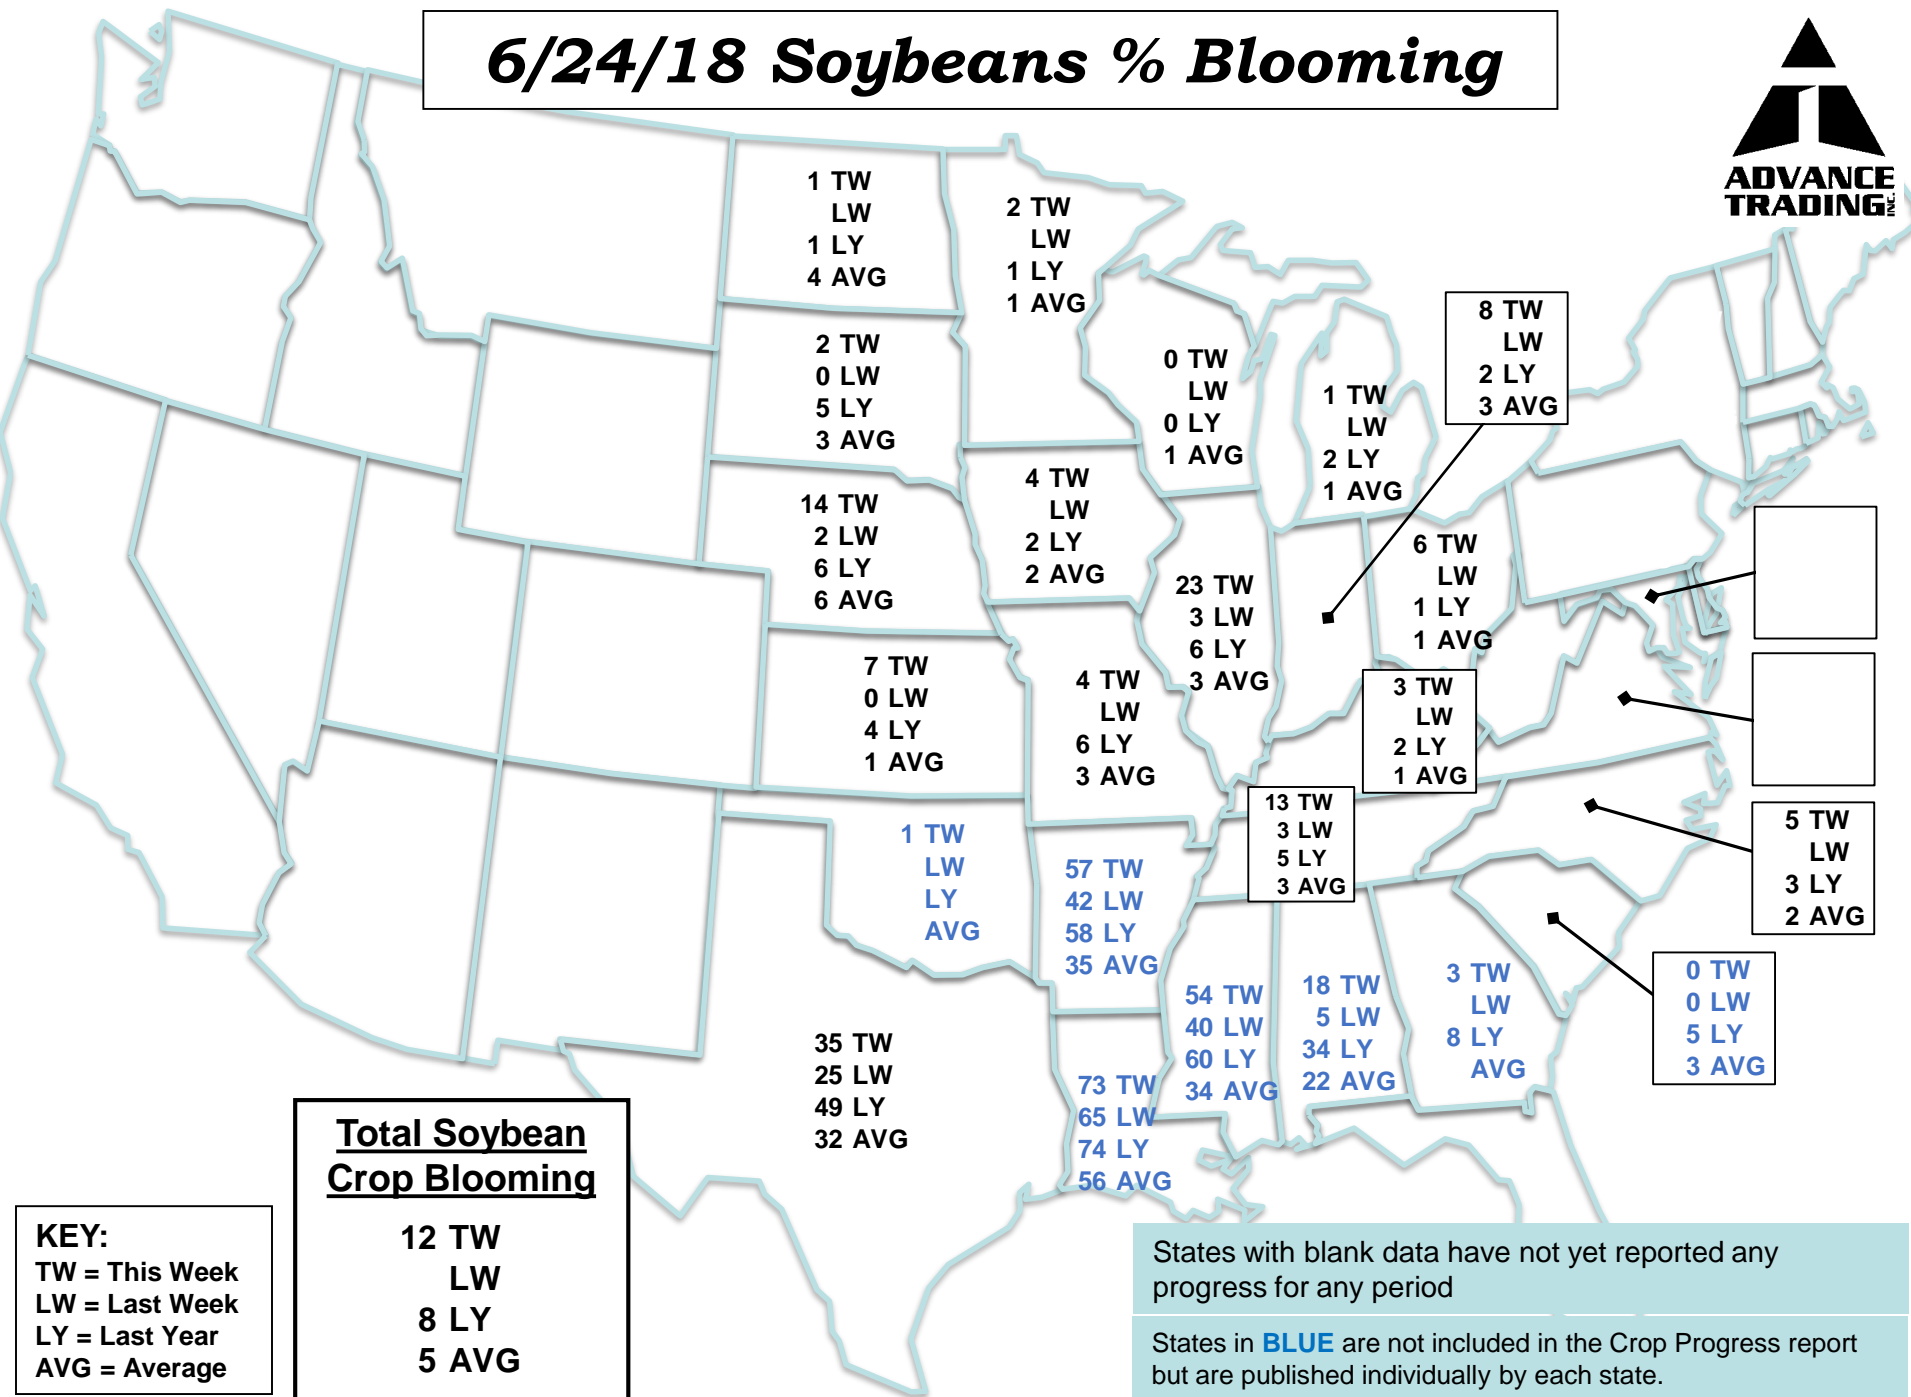 6/24/18 Soybeans % Blooming
ADVANCE
TRADING INC.
1 TW
LW
1 LY
4 AVG
2 TW
LW
1 LY
1 AVG
8 TW
LW
2 LY
3 AVG
2 TW
0 LW
5 LY
3 AVG
0 TW
LW
0 LY
1 AVG
1 TW
LW
2 LY
1 AVG
14 TW
2 LW
6 LY
6 AVG
4 TW
LW
2 LY
2 AVG
23 TW
3 LW
6 LY
3 AVG
6 TW
LW
1 LY
1 AVG
7 TW
0 LW
4 LY
1 AVG
4 TW
LW
6 LY
3 AVG
3 TW
LW
2 LY
1 AVG
13 TW
3 LW
5 LY
3 AVG
5 TW
LW
3 LY
2 AVG
1 TW
LW
LY
AVG
57 TW
42 LW
58 LY
35 AVG
54 TW
40 LW
60 LY
34 AVG
18 TW
5 LW
34 LY
22 AVG
3 TW
LW
8 LY
AVG
0 TW
0 LW
5 LY
3 AVG
35 TW
25 LW
49 LY
32 AVG
73 TW
65 LW
74 LY
56 AVG
Total Soybean
Crop Blooming
12 TW
LW
8 LY
5 AVG
KEY:
TW = This Week
LW = Last Week
LY = Last Year
AVG = Average
States with blank data have not yet reported any
progress for any period
States in BLUE are not included in the Crop Progress report
but are published individually by each state.